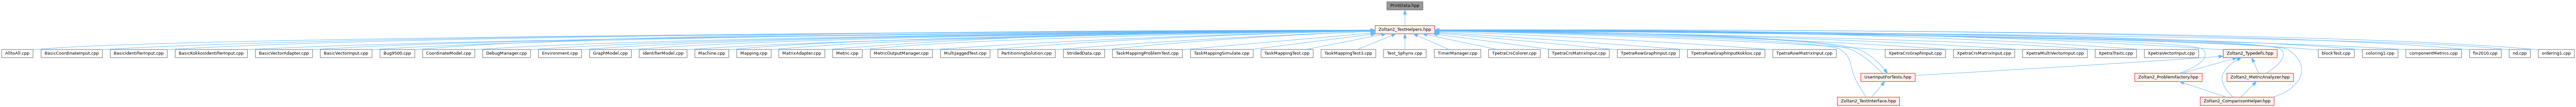 PrintData.hpp
Zoltan2_TestHelpers.hpp
AlltoAll.cpp
BasicCoordinateInput.cpp
BasicIdentifierInput.cpp
BasicKokkosIdentifierInput.cpp
BasicVectorAdapter.cpp
BasicVectorInput.cpp
Bug9500.cpp
CoordinateModel.cpp
DebugManager.cpp
Environment.cpp
GraphModel.cpp
IdentifierModel.cpp
Machine.cpp
Mapping.cpp
MatrixAdapter.cpp
Metric.cpp
MetricOutputManager.cpp
MultiJaggedTest.cpp
PartitioningSolution.cpp
StridedData.cpp
TaskMappingProblemTest.cpp
TaskMappingSimulate.cpp
TaskMappingTest.cpp
TaskMappingTest3.cpp
Test_Sphynx.cpp
TimerManager.cpp
TpetraCrsColorer.cpp
TpetraCrsMatrixInput.cpp
TpetraRowGraphInput.cpp
TpetraRowGraphInputKokkos.cpp
TpetraRowMatrixInput.cpp
XpetraCrsGraphInput.cpp
XpetraCrsMatrixInput.cpp
XpetraMultiVectorInput.cpp
XpetraTraits.cpp
XpetraVectorInput.cpp
Zoltan2_Typedefs.hpp
blockTest.cpp
coloring1.cpp
componentMetrics.cpp
fix2010.cpp
nd.cpp
ordering1.cpp
UserInputForTests.hpp
Zoltan2_ProblemFactory.hpp
Zoltan2_MetricAnalyzer.hpp
Zoltan2_TestInterface.hpp
Zoltan2_ComparisonHelper.hpp